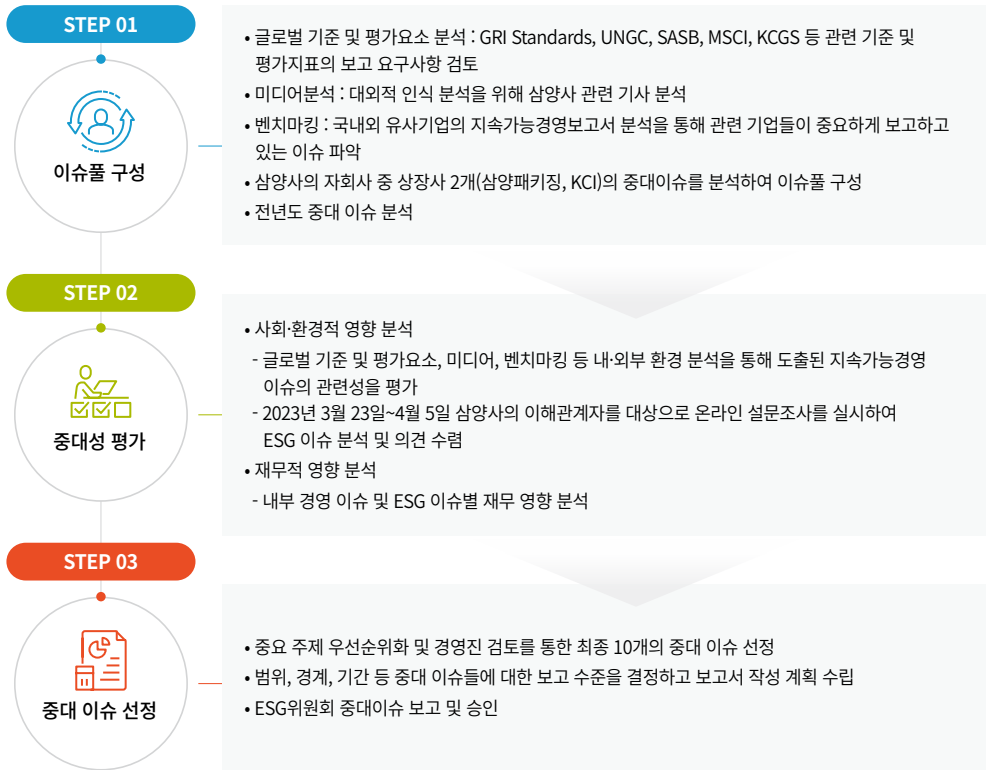 STEP 01
이슈풀 구성
• 글로벌 기준 및 평가요소 분석 : GRI Standards, UNGC, SASB, MSCI, KCGS 등 관련 기준 및
평가지표의 보고 요구사항 검토
• 미디어분석 : 대외적 인식 분석을 위해 삼양사 관련 기사 분석
• 벤치마킹 : 국내외 유사기업의 지속가능경영보고서 분석을 통해 관련 기업들이 중요하게 보고하고
있는 이슈 파악
• 삼양사의 자회사 중 상장사 2개(삼양패키징, KCI)의 중대이슈를 분석하여 이슈풀 구성
• 전년도 중대 이슈 분석
STEP 02
중대성 평가
• 사회·환경적 영향 분석
- 글로벌 기준 및 평가요소, 미디어, 벤치마킹 등 내·외부 환경 분석을 통해 도출된 지속가능경영
이슈의 관련성을 평가
- 2023년 3월 23일~4월 5일 삼양사의 이해관계자를 대상으로 온라인 설문조사를 실시하여
ESG 이슈 분석 및 의견 수렴
• 재무적 영향 분석
- 내부 경영 이슈 및 ESG 이슈별 재무 영향 분석
STEP 03
중대 이슈 선정
• 중요 주제 우선순위화 및 경영진 검토를 통한 최종 10개의 중대 이슈 선정
• 범위, 경계, 기간 등 중대 이슈들에 대한 보고 수준을 결정하고 보고서 작성 계획 수립
• ESG위원회 중대이슈 보고 및 승인